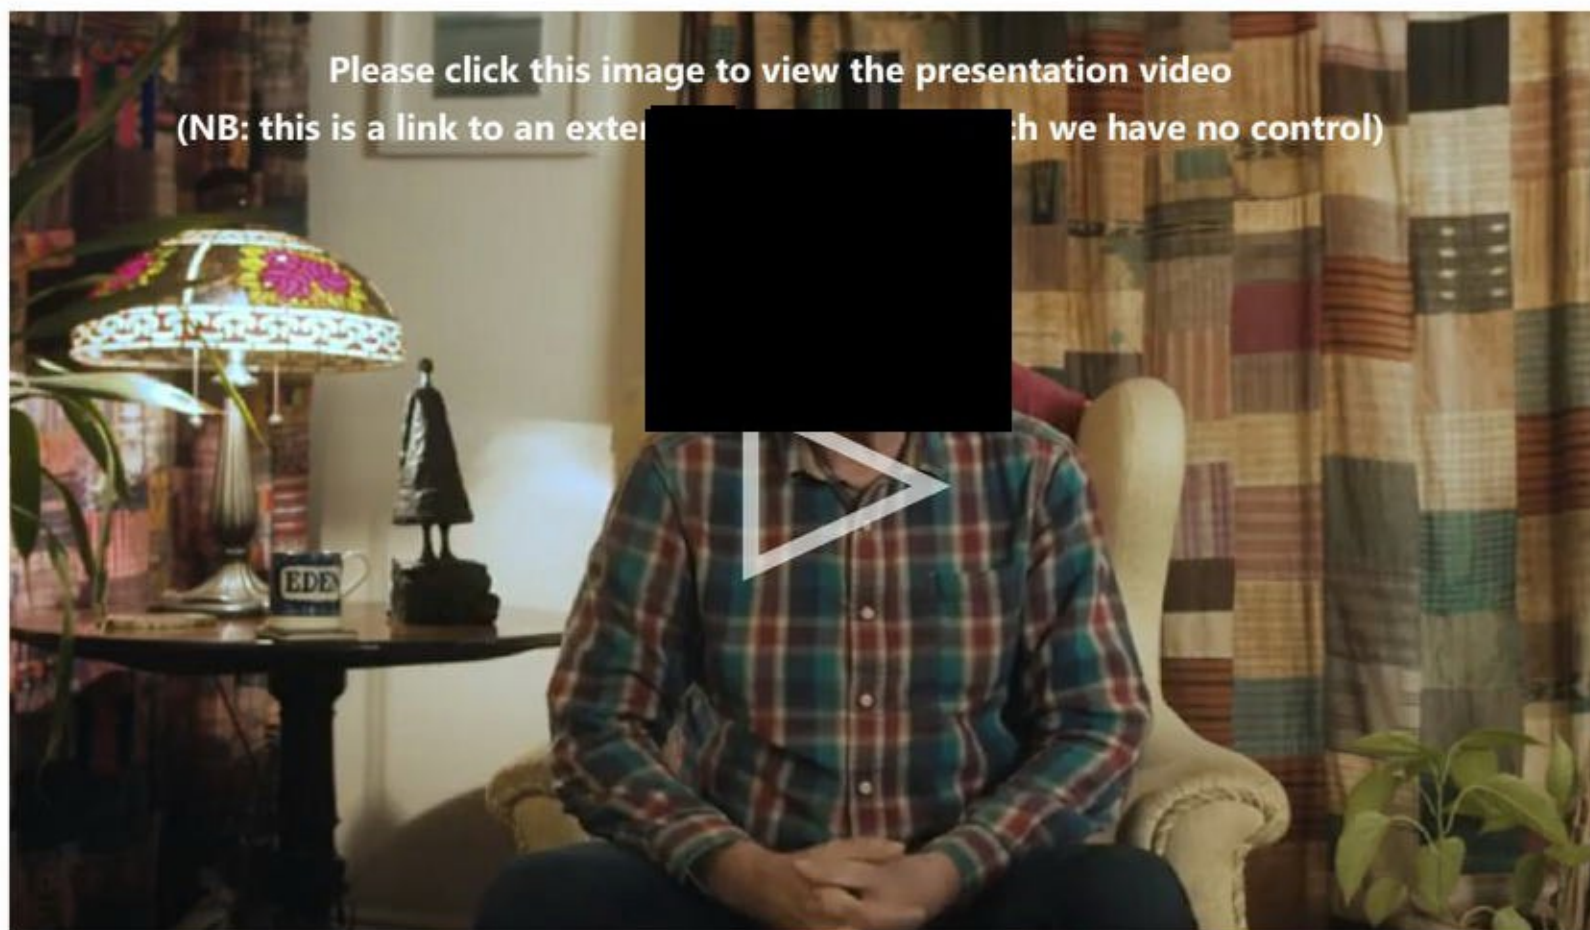 Please click this image to view the presentation video
(NB: this is a link to an exter th we have no control)
EDEN